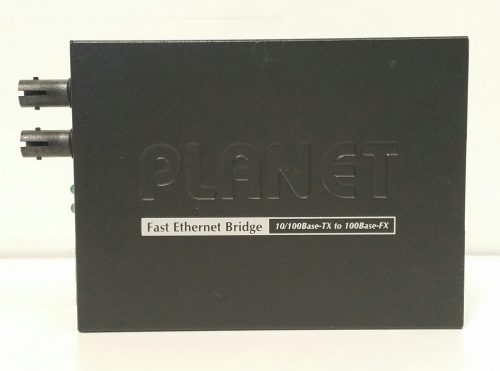 PLANET
Fast Ethernet Bridge 10/100Base-TX to 100Base-FX